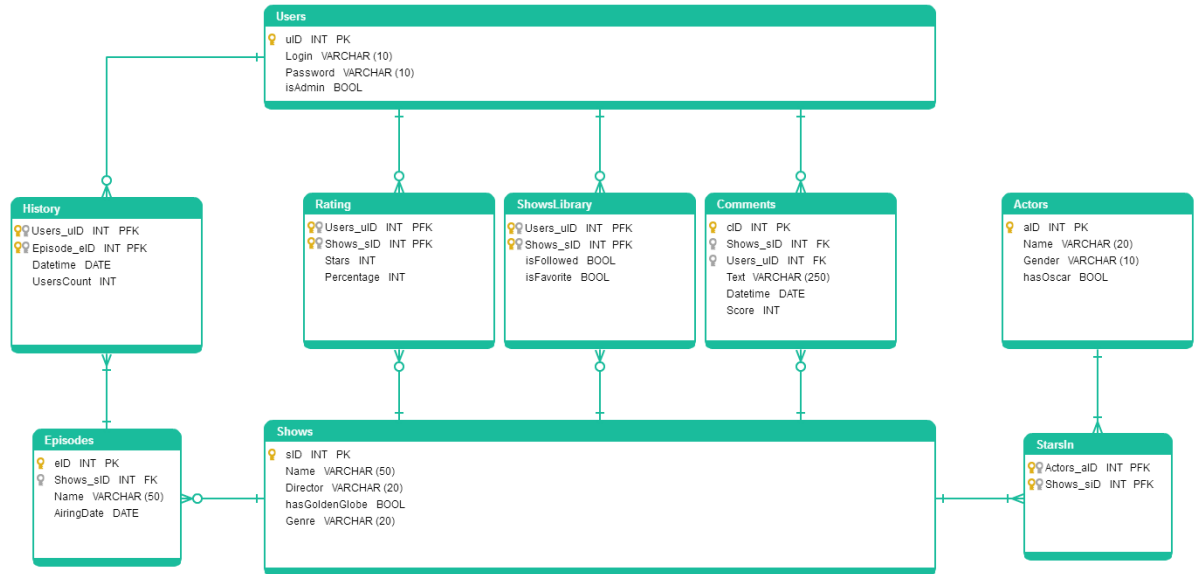 Users
uID INT PK
Login VARCHAR (10)
Password VARCHAR (10)
isAdmin BOOL
History
Users_uID INT PFK
Episode_eID INT PFK
Datetime DATE
UsersCount INT
Rating
Users_uID INT PFK
Shows_sID INT PFK
Stars INT
Percentage INT
ShowsLibrary
Users_uID INT PFK
Shows_sID INT PFK
isFollowed BOOL
isFavorite BOOL
Comments
cID INT PK
Shows_sID INT FK
Users_uID INT FK
Text VARCHAR (250)
Datetime DATE
Score INT
Actors
aID INT PK
Name VARCHAR (20)
Gender VARCHAR (10)
hasOscar BOOL
Episodes
eID INT PK
Shows_sID INT FK
Name VARCHAR (50)
AiringDate DATE
Shows
sID INT PK
Name VARCHAR (50)
Director VARCHAR (20)
hasGoldenGlobe BOOL
Genre VARCHAR (20)
StarsIn
Actors_aID INT PFK
Shows_siD INT PFK